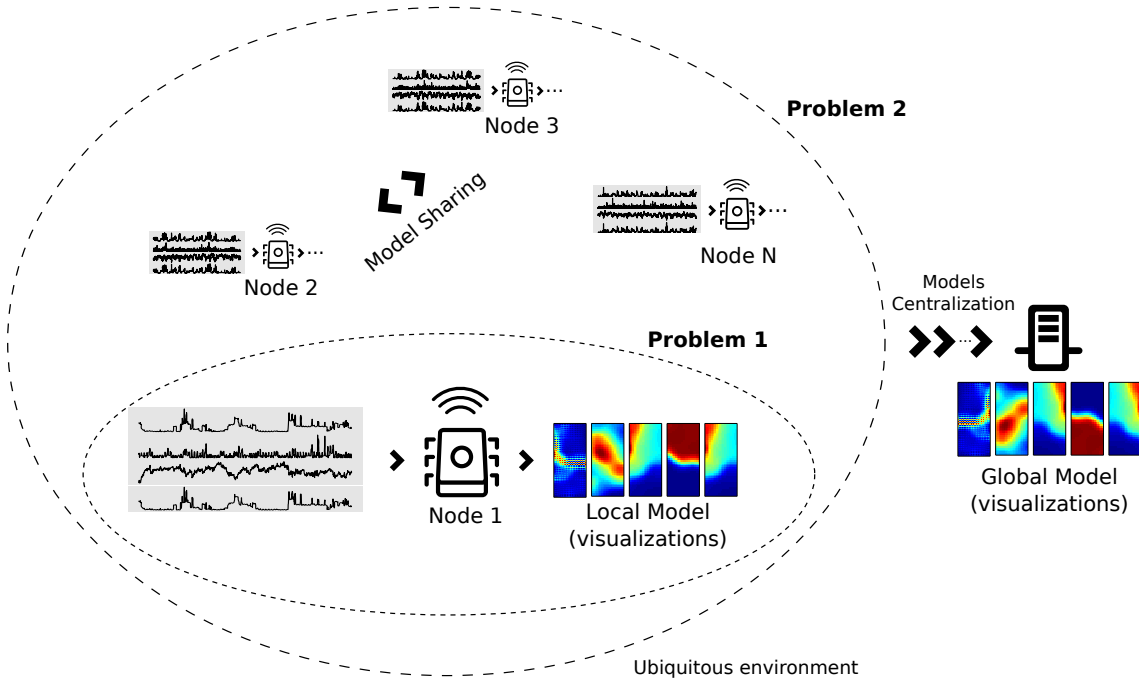 Node 3
Problem 2
Model Sharing
Node N
Node 2
Models
Centralization
Problem 1
Global Model
(visualizations)
Node 1
Local Model
(visualizations)
Ubiquitous environment